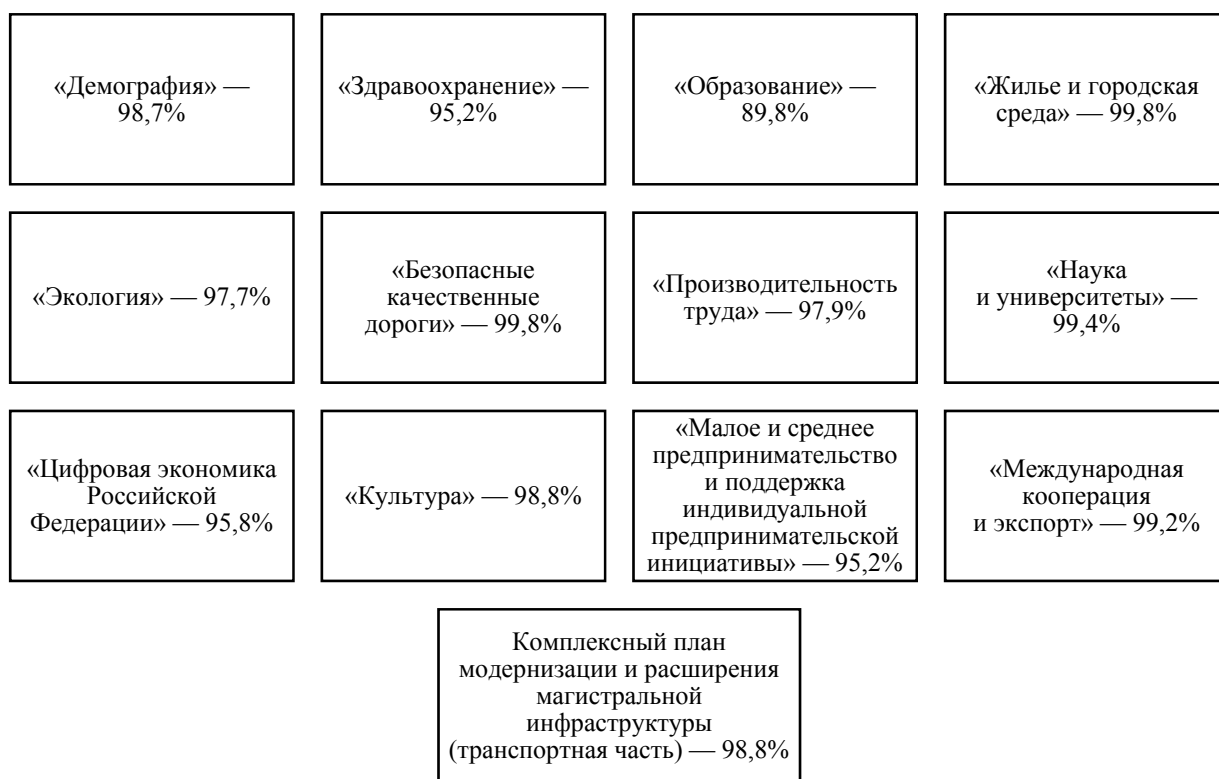 «Демография» —
98,7%
«Здравоохранение» —
95,2%
«Образование» —
89,8%
«Жилье и городская
среда» — 99,8%
«Экология» — 97,7%
«Безопасные
качественные
дороги» — 99,8%
«Производительность
труда» — 97,9%
«Наука
и университеты» —
99,4%
«Цифровая экономика
Российской
Федерации» — 95,8%
«Культура» — 98,8%
«Малое и среднее
предпринимательство
и поддержка
индивидуальной
предпринимательской
инициативы» — 95,2%
«Международная
кооперация
и экспорт» — 99,2%
Комплексный план
модернизации и расширения
магистральной
инфраструктуры
(транспортная часть) — 98,8%